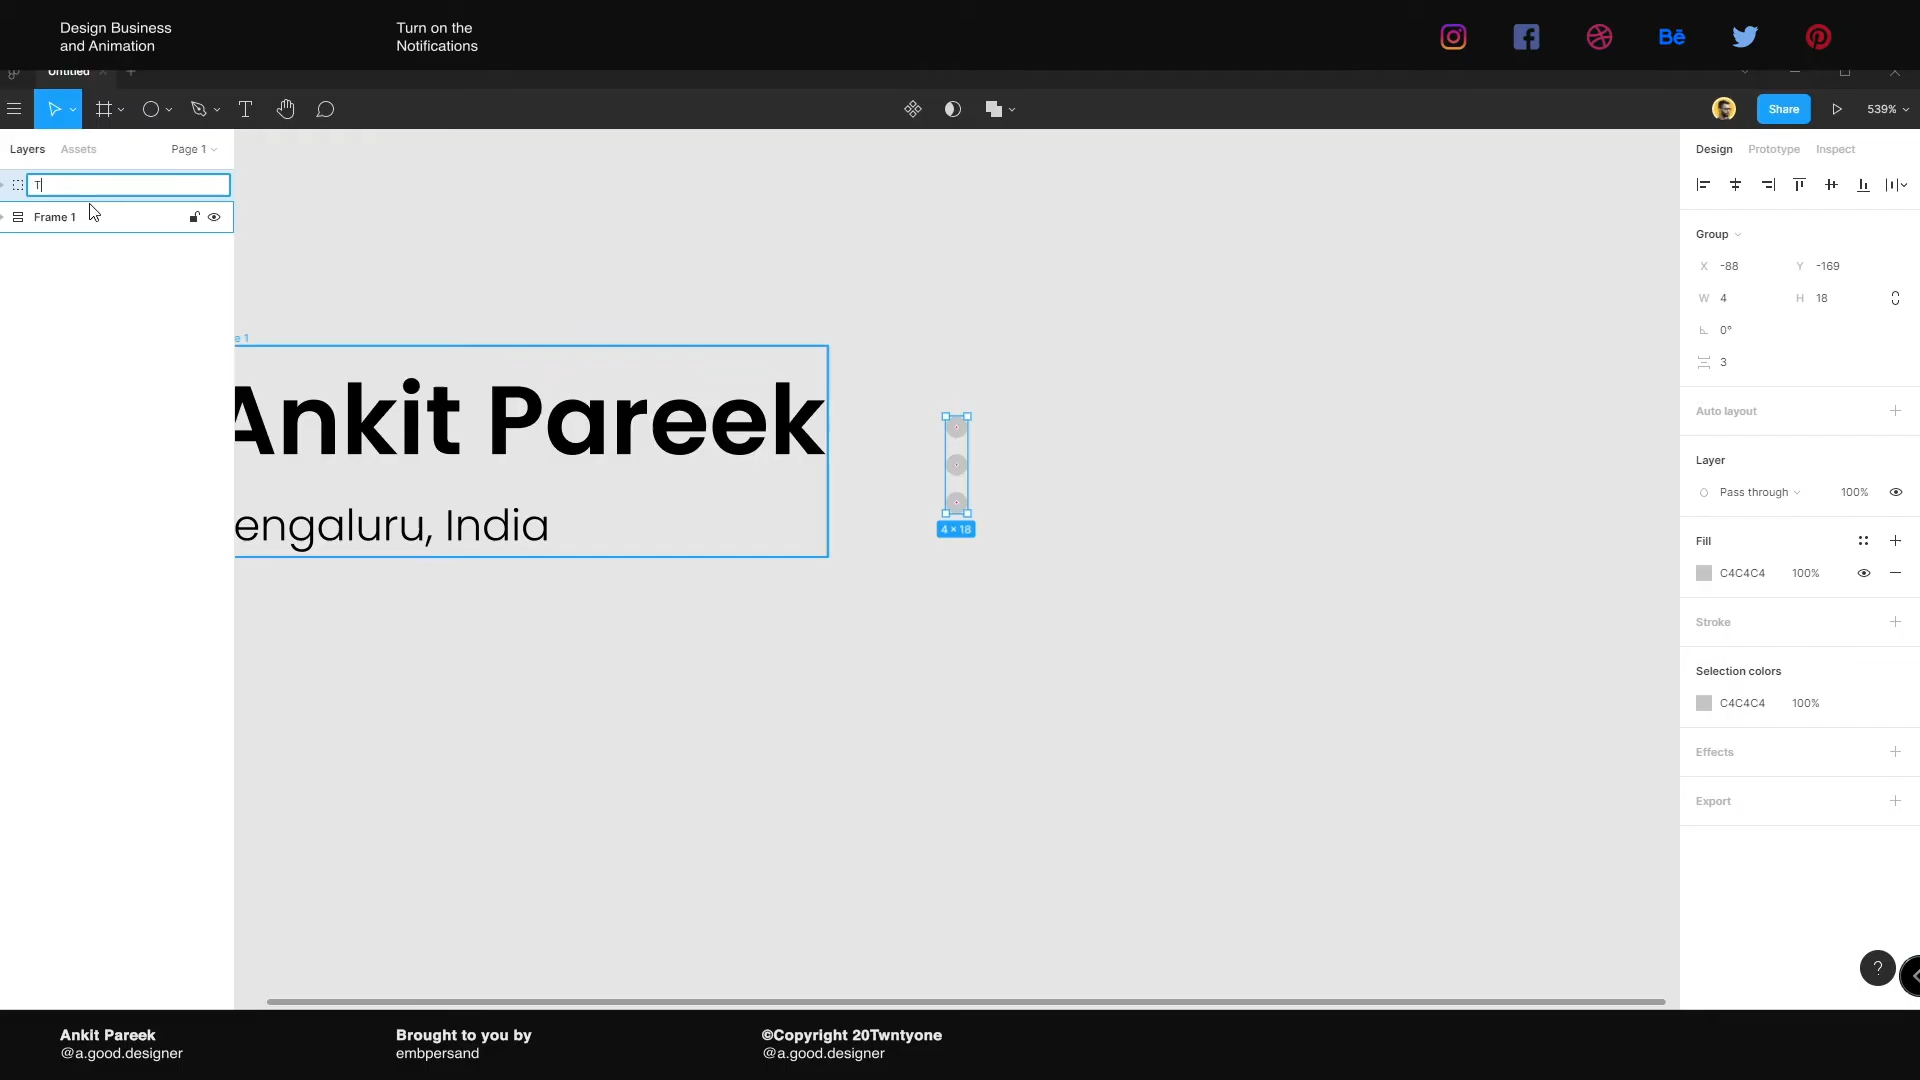 Design Business
and Animation
Turn on the
Notifications
Bē
Untitled
Share
539%
Layers
Assets
Page 1
T
Frame 1
e 1
Ankit Pareek
engaluru, India
4 × 18
Design
Prototype
Inspect
Group
X -88
Y -169
W 4
H 18
0°
3
Auto layout
Layer
Pass through
100%
Fill
C4C4C4
100%
Stroke
Selection colors
C4C4C4
100%
Effects
Export
?
Ankit Pareek
@a.good.designer
Brought to you by
embpersand
©Copyright 20Twntyone
@a.good.designer